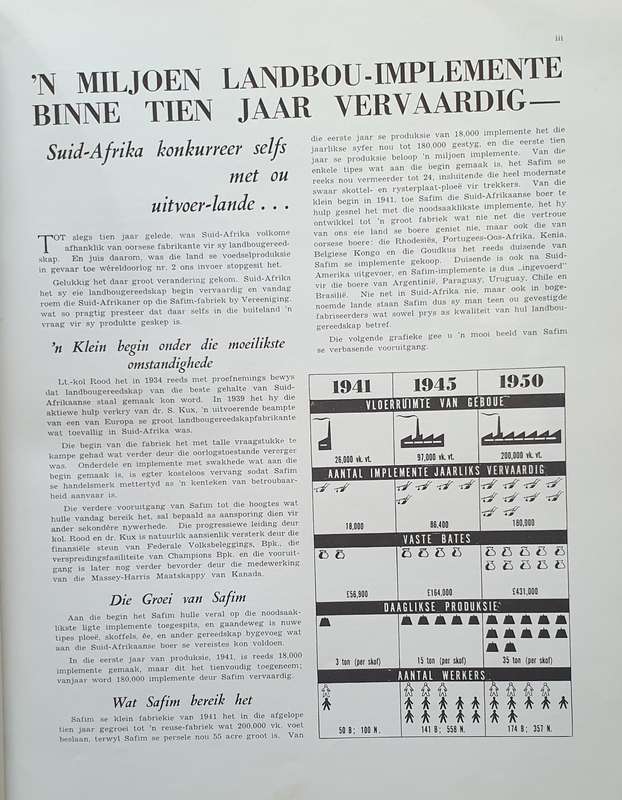 iii
'N MILJOEN LANDBOU-IMPLEMENTE
BINNE TIEN JAAR VERVAARDIG—
Suid-Afrika konkurreer selfs
met ou
uitvoer-lande . . .
TOT slegs tien jaar gelede, was Suid-Afrika volkome
afhanklik van oorsese fabrikante vir sy landbougereed-
skap. En juis daarom, was die land se voedselproduksie
in gevaar toe wêreldoorlog nr. 2 ons invoer stopgesit het.
Gelukkig het daar groot verandering gekom. Suid-Afrika
het sy eie landbougereedskap begin vervaardig en vandag
roem die Suid-Afrikaner op die Safim-fabriek by Vereeniging,
wat so pragtig presteer dat daar selfs in die buiteland 'n
vraag vir sy produkte geskep is.
'n Klein begin onder die moeilikste
omstandighede
Lt.-kol Rood het in 1934 reeds met proefnemings bewys
dat landbougereedskap van die beste gehalte van Suid-
Afrikaanse staal gemaak kon word. In 1939 het hy die
aktiewe hulp verkry van dr. S. Kux, 'n uitvoerende beampte
van een van Europa se groot landbougereedskapfabrikante
wat toevallig in Suid-Afrika was.
Die begin van die fabriek het met talle vraagstukke te
kampe gehad wat verder deur die oorlogstoestande vererger
was. Onderdele en implemente met swakhede wat aan die
begin gemaak is, is egter kosteloos vervang sodat Safim
se handelsmerk mettertyd as 'n kenteken van betroubaar-
heid aanvaar is.
Die verdere vooruitgang van Safim tot die hoogtes wat
hulle vandag bereik het, sal bepaald as aansporing dien vir
ander sekondêre nywerhede. Die progressiewe leiding deur
kol. Rood en dr. Kux is natuurlik aansienlik versterk deur die
finansiële steun van Federale Volksbeleggings, Bpk., die
verspreidingsfasiliteite van Champions Bpk. en die vooruit-
gang is later nog verder bevorder deur die medewerking
van die Massey-Harris Maatskappy van Kanada.
Die Groei van Safim
Aan die begin het Safim hulle veral op die noodsaak-
likste ligte implemente toegespits, en gaandeweg is nuwe
tipes ploeë, skoffels, êe, en ander gereedskap bygevoeg wat
aan die Suid-Afrikaanse boer se vereistes kon voldoen.
In die eerste jaar van produksie, 1941, is reeds 18,000
implemente gemaak, maar dit het tienvoudig toegeneem;
vanjaar word 180,000 implemente deur Safim vervaardig.
Wat Safim bereik het
Safim se klein fabriekie van 1941 het in die afgelope
tien jaar gegroei tot 'n reuse-fabriek wat 200,000 vk. voet
beslaan, terwyl Safim se persele nou 55 acre groot is. Van
die eerste jaar se produksie van 18,000 implemente het die
jaarlikse syfer nou tot 180,000 gestyg, en die eerste tien
jaar se produksie beloop 'n miljoen implemente. Van die
enkele tipes wat aan die begin gemaak is, het Safim se
reeks nou vermeerder tot 24, insluitende die heel modernste
swaar skottel- en rysterplaat-ploeë vir trekkers. Van die
klein begin in 1941, toe Safim die Suid-Afrikaanse boer te
hulp gesnel het met die noodsaaklikste implemente, het hy
ontwikkel tot 'n groot fabriek wat nie net die vertroue
van ons eie land se boere geniet nie, maar ook die van
oorsese boere: die Rhodesiës, Portugees-Oos-Afrika, Kenia,
Belgiese Kongo en die Goudkus het reeds duisende van
Safim se implemente gekoop. Duisende is ook na Suid-
Amerika uitgevoer, en Safim-implemente is dus „ingevoer"
vir die boere van Argentinië, Paraguay, Uruguay, Chile en
Brasilië. Nie net in Suid-Afrika nie, maar ook in boge-
noemde lande staan Safim dus sy man teen ou gevestigde
fabriseerders wat sowel prys as kwaliteit van hul landbou-
gereedskap betref.
Die volgende grafiek gee u 'n mooi beeld van Safim
se verbasende vooruitgang.
1941 1945 1950
VLOERRUIMTE VAN GEBOUE
26,000 vk. vt. 97,000 vk. vt. 200,000 vk. vt.
AANTAL IMPLEMENTE JAARLIKS VERVAARDIG
18,000 86,400 180,000
VASTE BATES
£56,900 £164,000 £431,000
DAAGLIKSE PRODUKSIE
3 ton (per skof) 15 ton (per skof) 35 ton (per skof)
AANTAL WERKERS
50 B; 100 N. 141 B; 558 N. 174 B; 357 N.